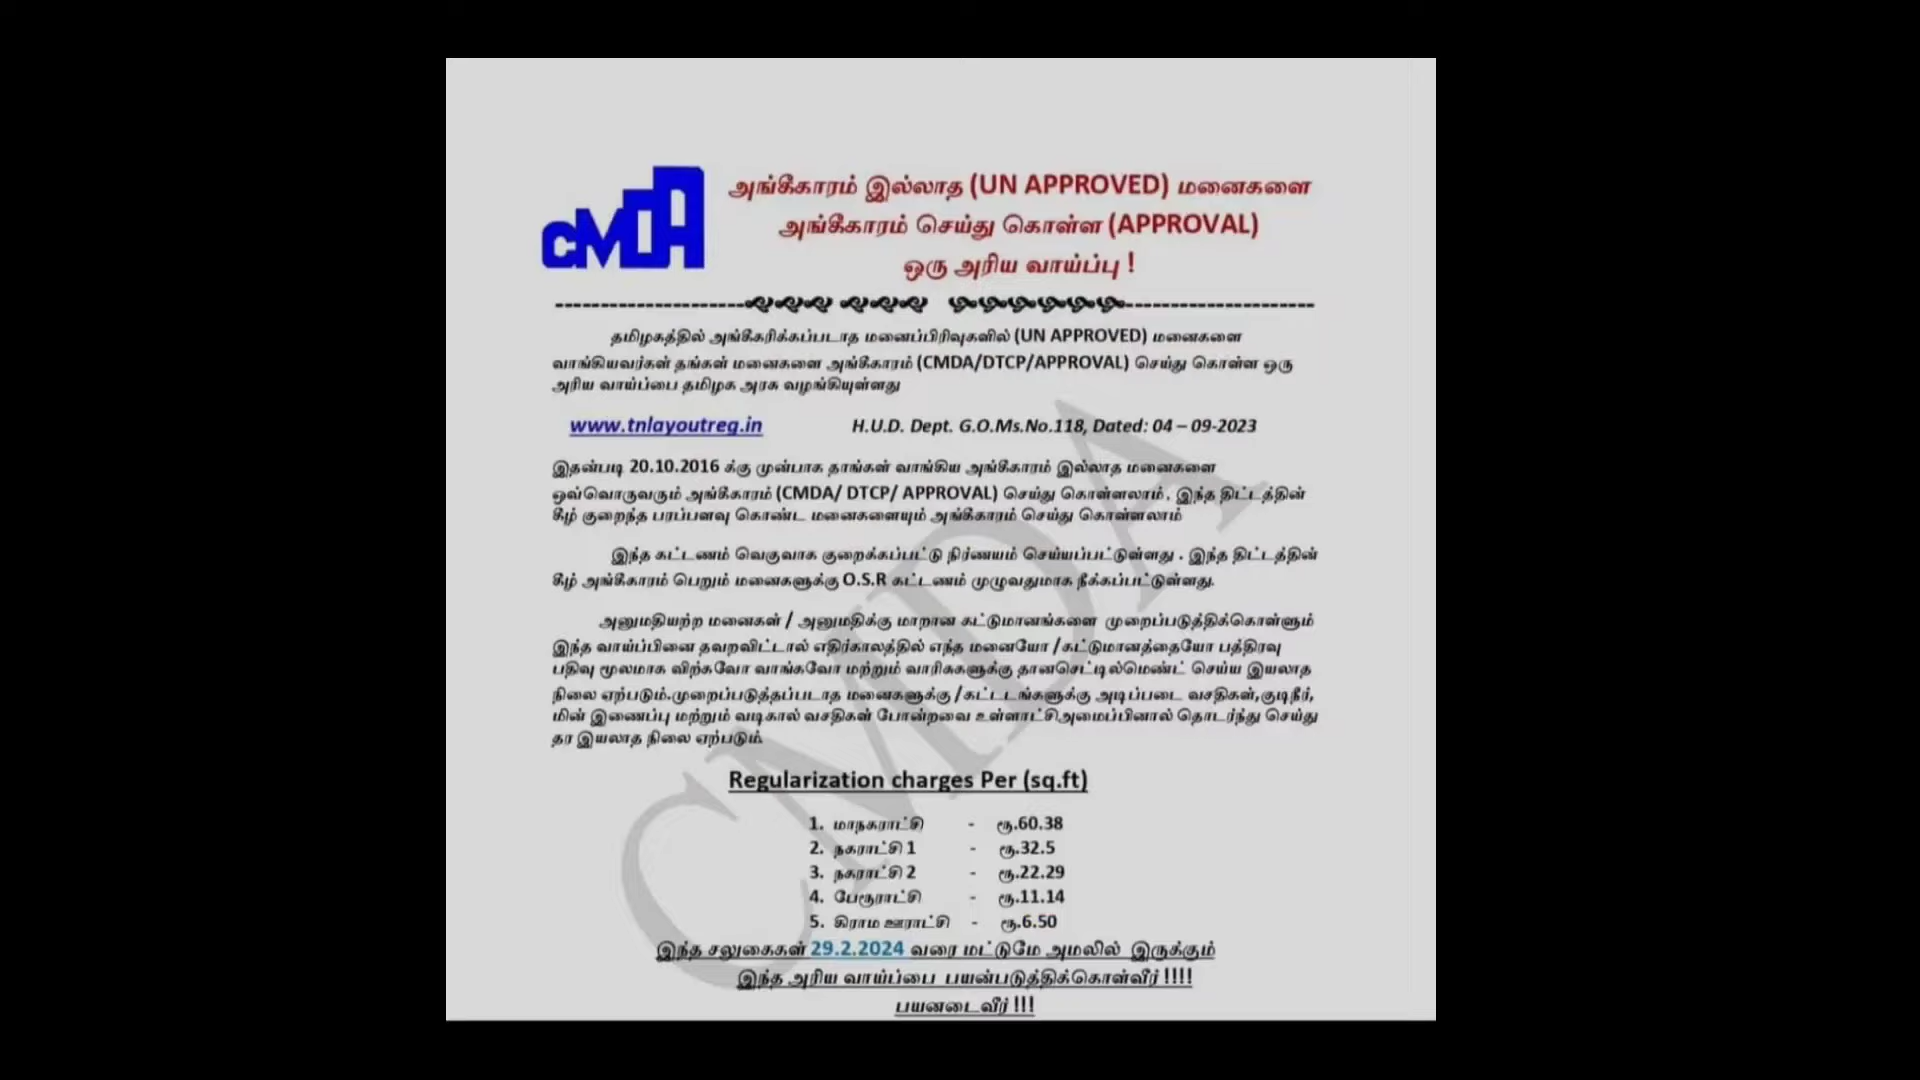 CMDA
அங்கீகாரம் இல்லாத (UN APPROVED) மனைகளை
அங்கீகாரம் செய்து கொள்ள (APPROVAL)
ஒரு அரிய வாய்ப்பு !
தமிழகத்தில் அங்கீகரிக்கப்படாத மனைப்பிரிவுகளில் (UN APPROVED) மனைகளை
வாங்கியவர்கள் தங்கள் மனைகளை அங்கீகாரம் (CMDA/DTCP/APPROVAL) செய்து கொள்ள ஒரு
அரிய வாய்ப்பை தமிழக அரசு வழங்கியுள்ளது
www.tnlayoutreg.in H.U.D. Dept. G.O.Ms.No.118, Dated: 04 – 09-2023
இதன்படி 20.10.2016 க்கு முன்பாக தாங்கள் வாங்கிய அங்கீகாரம் இல்லாத மனைகளை
ஒவ்வொருவரும் அங்கீகாரம் (CMDA/ DTCP/ APPROVAL) செய்து கொள்ளலாம் . இந்த திட்டத்தின்
கீழ் குறைந்த பரப்பளவு கொண்ட மனைகளையும் அங்கீகாரம் செய்து கொள்ளலாம்
இந்த கட்டணம் வெகுவாக குறைக்கப்பட்டு நிர்ணயம் செய்யப்பட்டுள்ளது . இந்த திட்டத்தின்
கீழ் அங்கீகாரம் பெறும் மனைகளுக்கு O.S.R கட்டணம் முழுவதுமாக நீக்கப்பட்டுள்ளது.
அனுமதியற்ற மனைகள் / அனுமதிக்கு மாறான கட்டுமானங்களை முறைப்படுத்திக்கொள்ளும்
இந்த வாய்ப்பினை தவறவிட்டால் எதிர்காலத்தில் எந்த மனையோ /கட்டுமானத்தையோ பத்திரவு
பதிவு மூலமாக விற்கவோ வாங்கவோ மற்றும் வாரிசுகளுக்கு தானசெட்டில்மெண்ட் செய்ய இயலாத
நிலை ஏற்படும்.முறைப்படுத்தப்படாத மனைகளுக்கு /கட்டடங்களுக்கு அடிப்படை வசதிகள்,குடிநீர்,
மின் இணைப்பு மற்றும் வடிகால் வசதிகள் போன்றவை உள்ளாட்சிஅமைப்பினால் தொடர்ந்து செய்து
தர இயலாத நிலை ஏற்படும்.
Regularization charges Per (sq.ft)
1. மாநகராட்சி - ரூ.60.38
2. நகராட்சி 1 - ரூ.32.5
3. நகராட்சி 2 - ரூ.22.29
4. பேரூராட்சி - ரூ.11.14
5. கிராம ஊராட்சி - ரூ.6.50
இந்த சலுகைகள் 29.2.2024 வரை மட்டுமே அமலில் இருக்கும்
இந்த அரிய வாய்ப்பை பயன்படுத்திக்கொள்வீர் !!!!
பயனடைவீர் !!!
CMDA